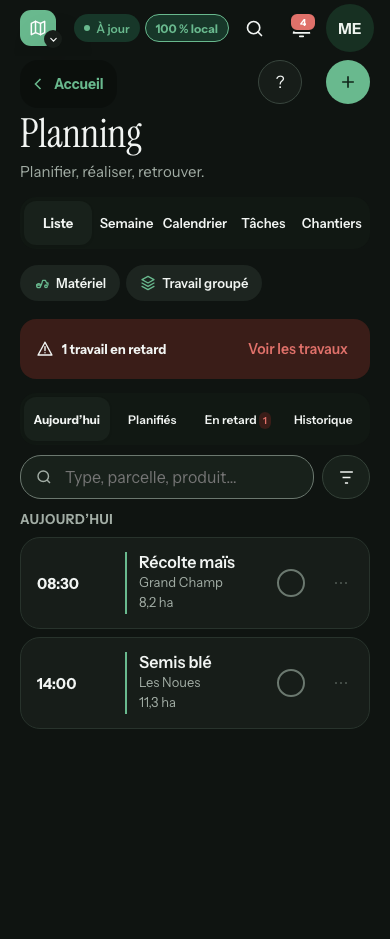 À jour
100 % local
4
ME
Accueil
?
+
Planning
Planifier, réaliser, retrouver.
Liste
Semaine
Calendrier
Tâches
Chantiers
Matériel
Travail groupé
1 travail en retard
Voir les travaux
Aujourd’hui
Planifiés
En retard 1
Historique
Type, parcelle, produit…
AUJOURD’HUI
08:30
Récolte maïs
Grand Champ
8,2 ha
14:00
Semis blé
Les Noues
11,3 ha